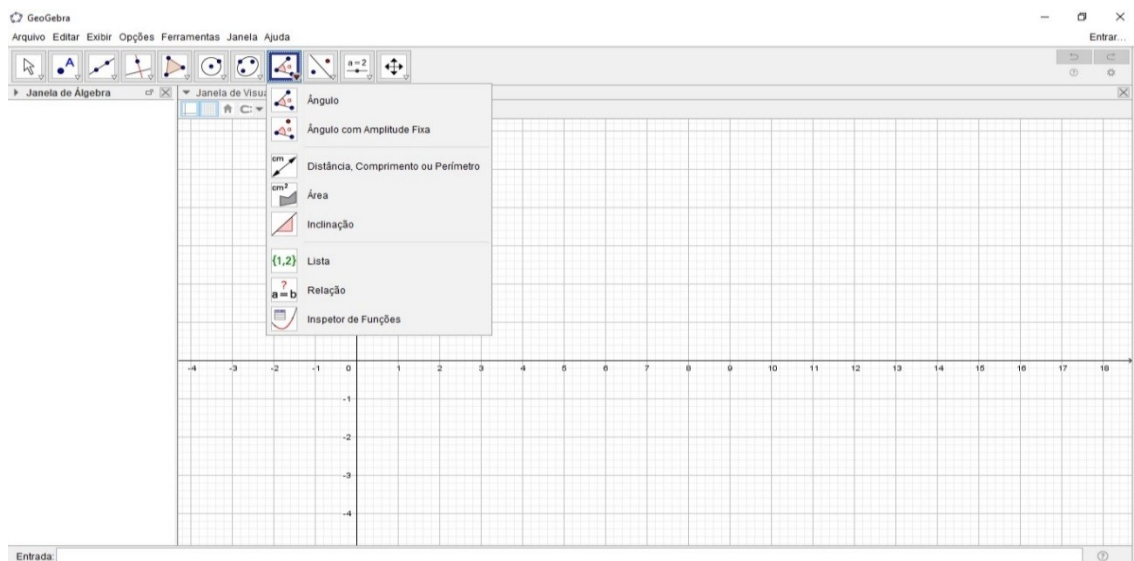 GeoGebra
Arquivo Editar Exibir Opções Ferramentas Janela Ajuda
Entrar...
A
a=2
Janela de Álgebra
Janela de Visua
Ângulo
Ângulo com Amplitude Fixa
cm
Distância, Comprimento ou Perímetro
cm²
Área
Inclinação
{1,2} Lista
?
a=b
Relação
Inspetor de Funções
-4 -3 -2 -1 0 1 2 3 4 5 6 7 8 9 10 11 12 13 14 15 16 17 18
-1
-2
-3
-4
Entrada: